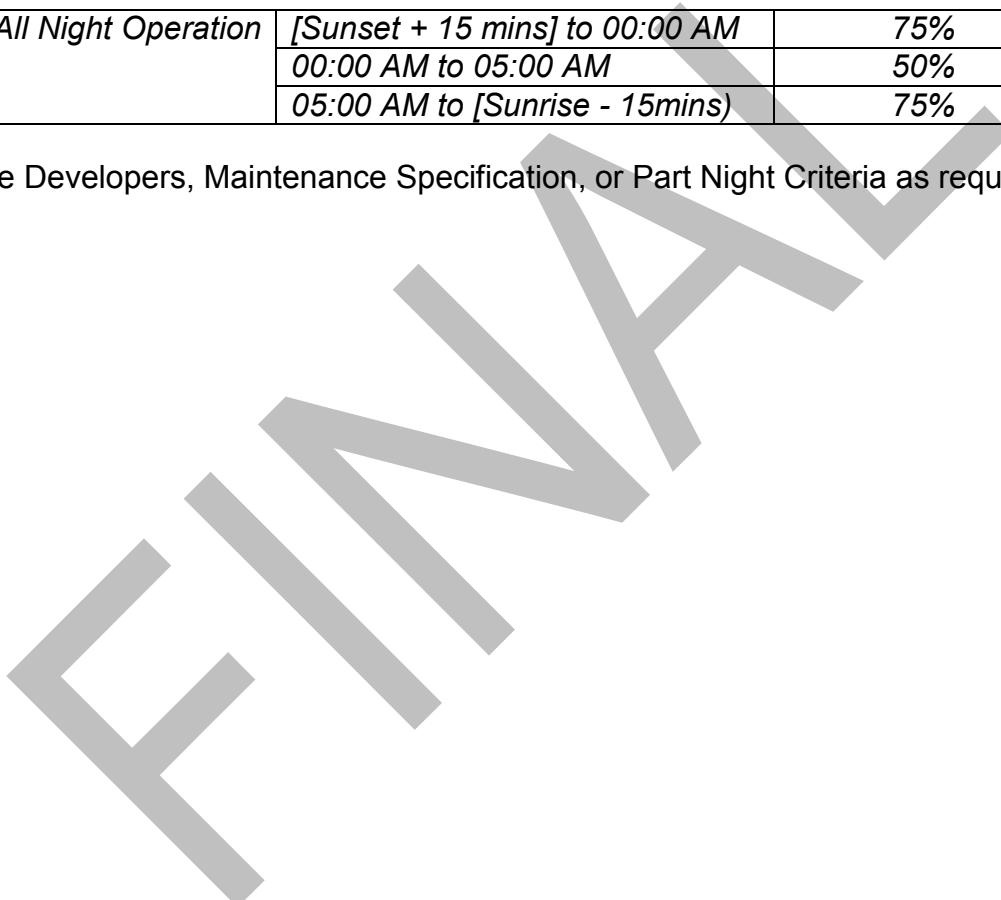 All Night Operation [Sunset + 15 mins] to 00:00 AM 75%
00:00 AM to 05:00 AM 50%
05:00 AM to [Sunrise - 15mins) 75%
e Developers, Maintenance Specification, or Part Night Criteria as requ
FINAL